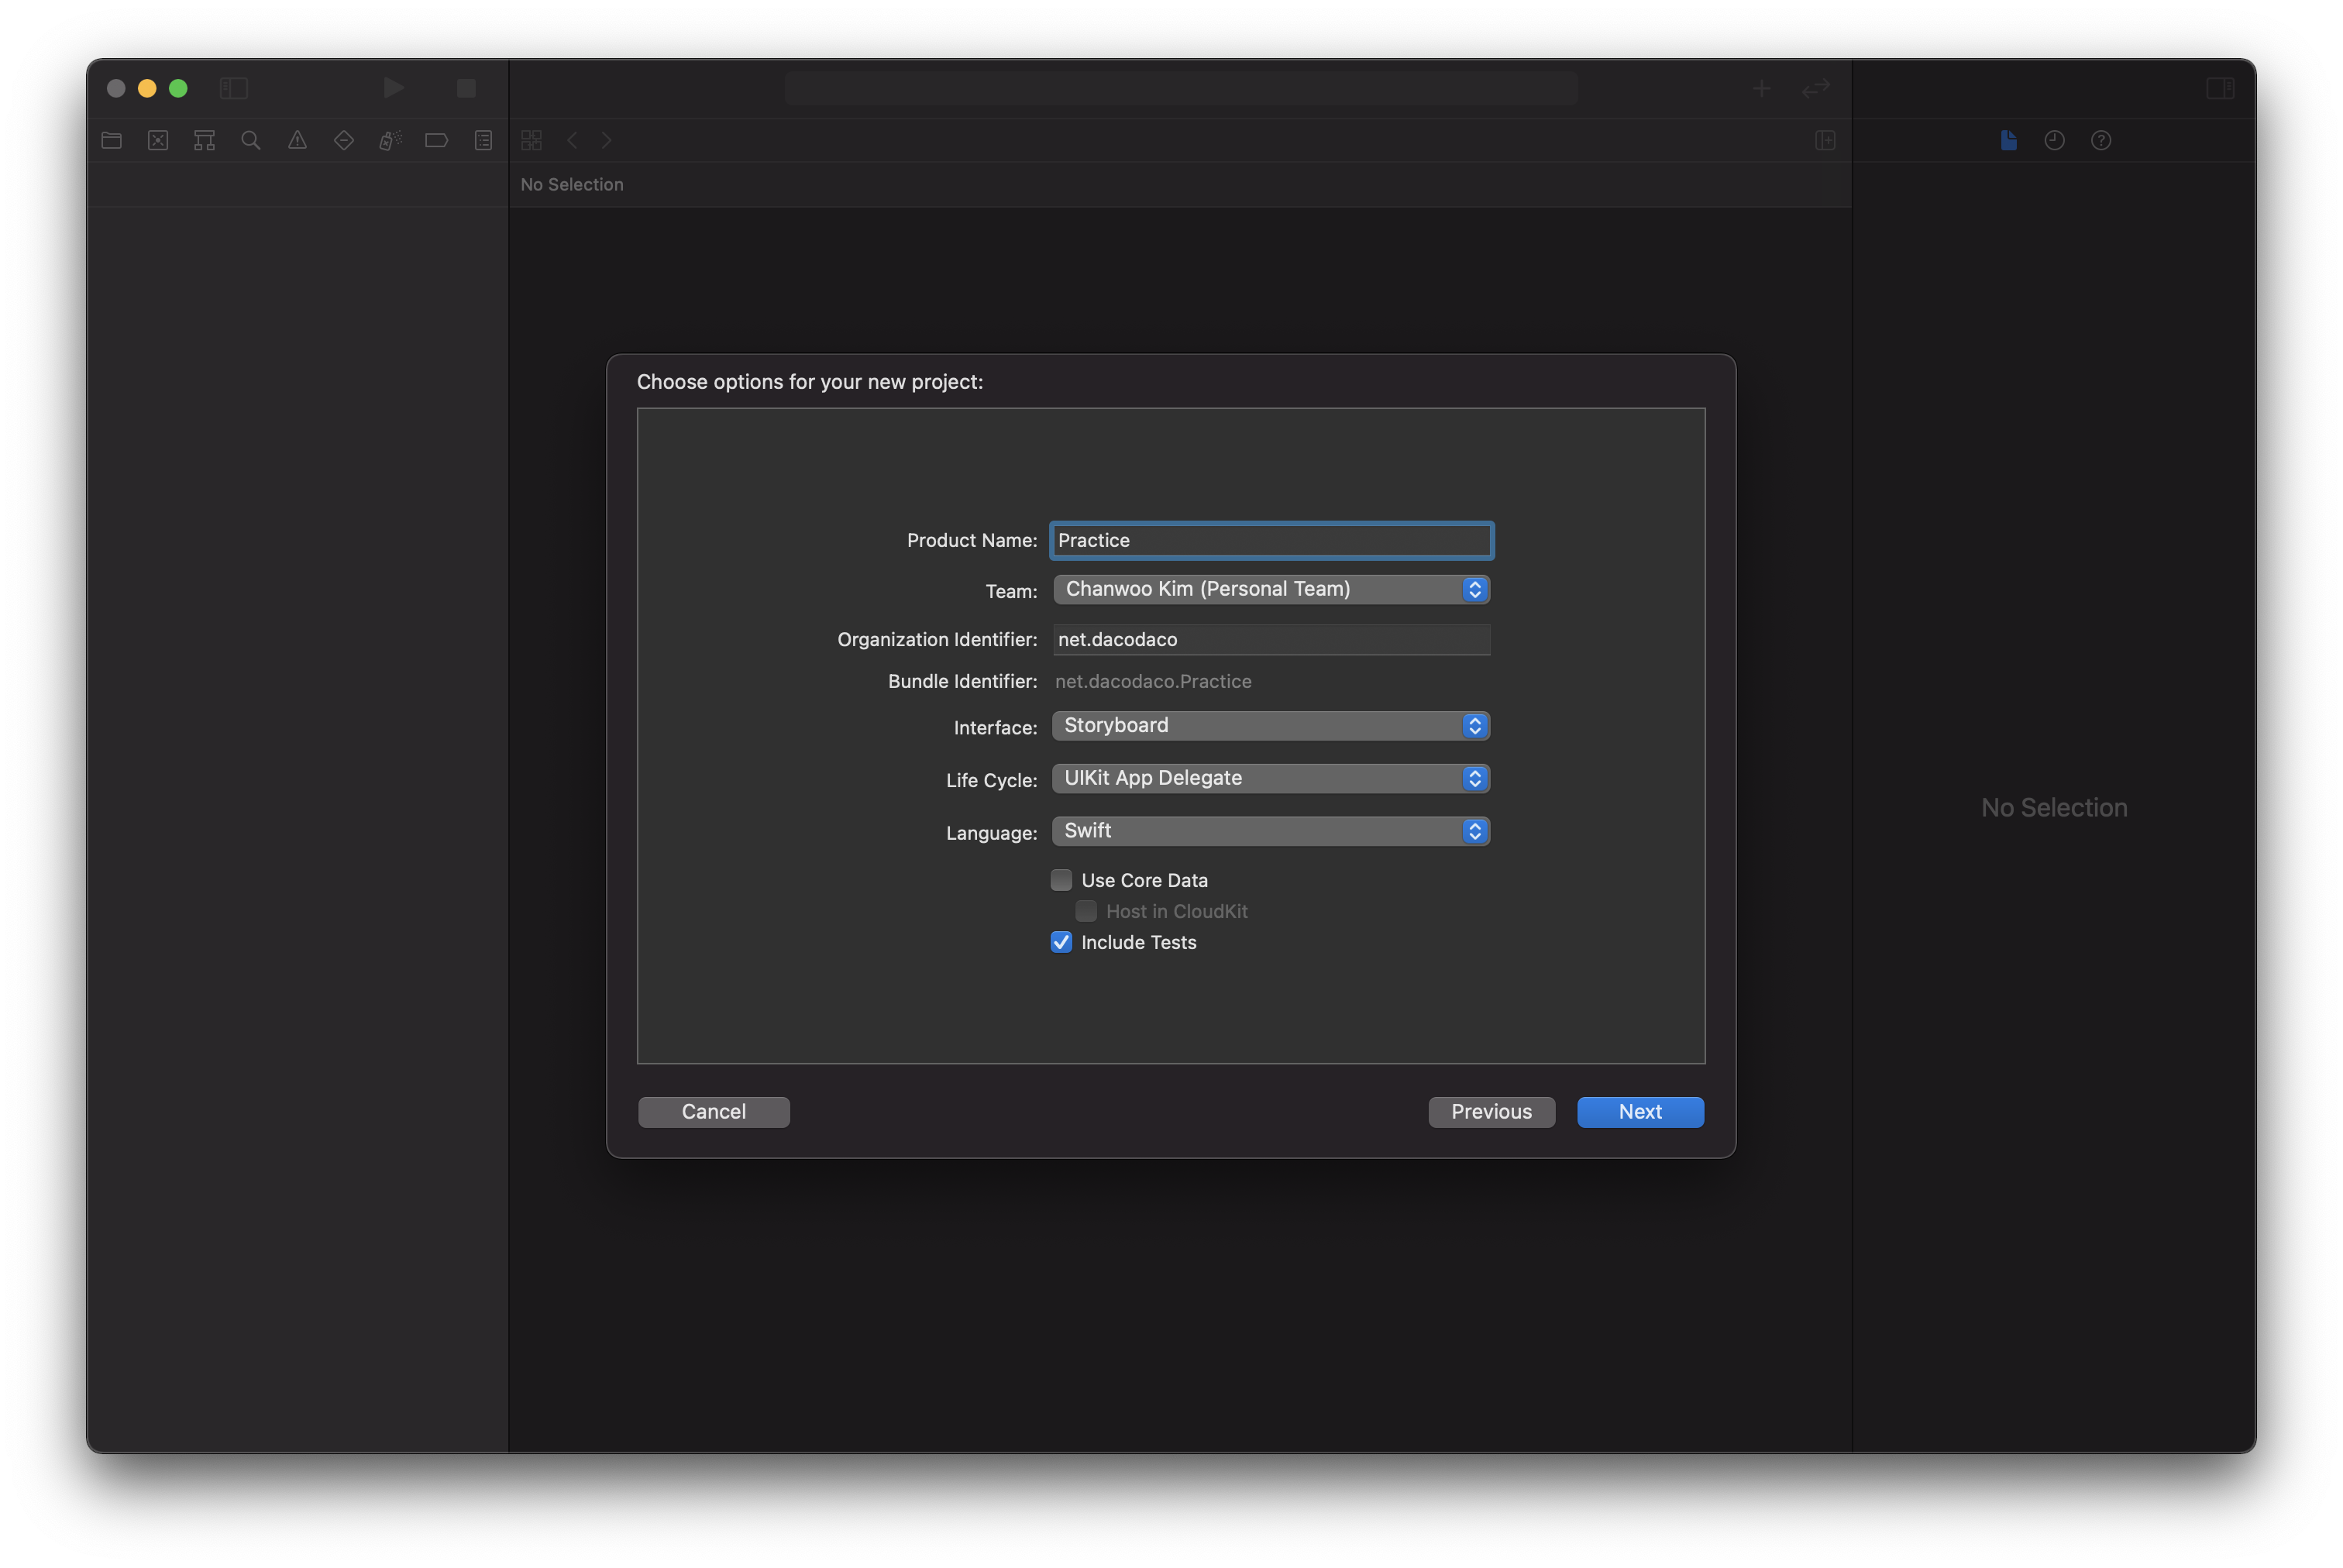 No Selection
Choose options for your new project:
Product Name: Practice
Team: Chanwoo Kim (Personal Team)
Organization Identifier: net.dacodaco
Bundle Identifier: net.dacodaco.Practice
Interface: Storyboard
Life Cycle: UIKit App Delegate
Language: Swift
Use Core Data
Host in CloudKit
Include Tests
Cancel Previous Next
No Selection